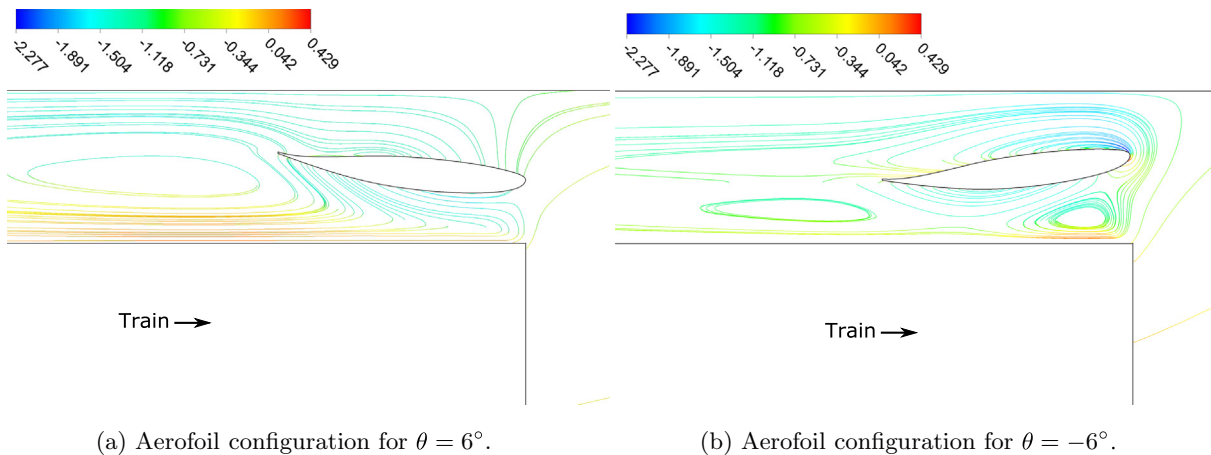 -2.277 -1.891 -1.504 -1.118 -0.731 -0.344 0.042 0.429
-2.277 -1.891 -1.504 -1.118 -0.731 -0.344 0.042 0.429
Train
Train
(a) Aerofoil configuration for θ = 6°.
(b) Aerofoil configuration for θ = −6°.